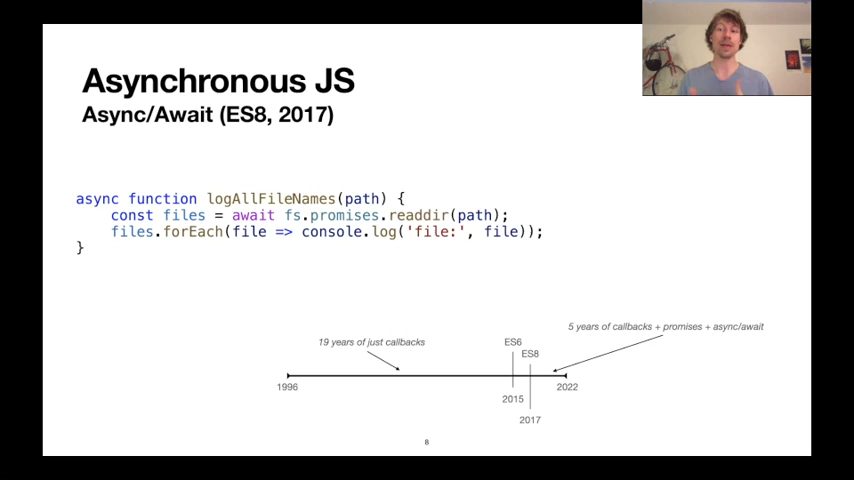 Asynchronous JS
Async/Await (ES8, 2017)
async function logAllFileNames(path) {
    const files = await fs.promises.readdir(path);
    files.forEach(file => console.log('file:', file));
}
5 years of callbacks + promises + async/await
19 years of just callbacks
ES6
ES8
1996
2022
2015
2017
8